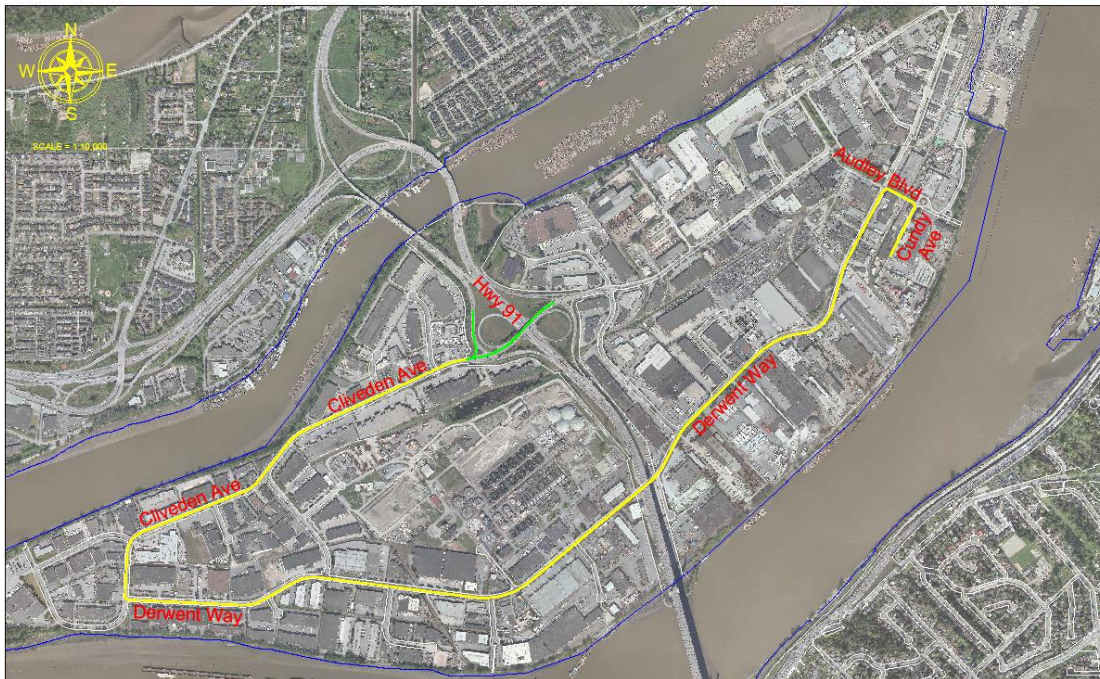 N
W E
S
SCALE = 1:10,000
Audley Blvd
Cundy
Ave
Hwy 91
Cliveden Ave
Derwent Way
Cliveden Ave
Derwent Way